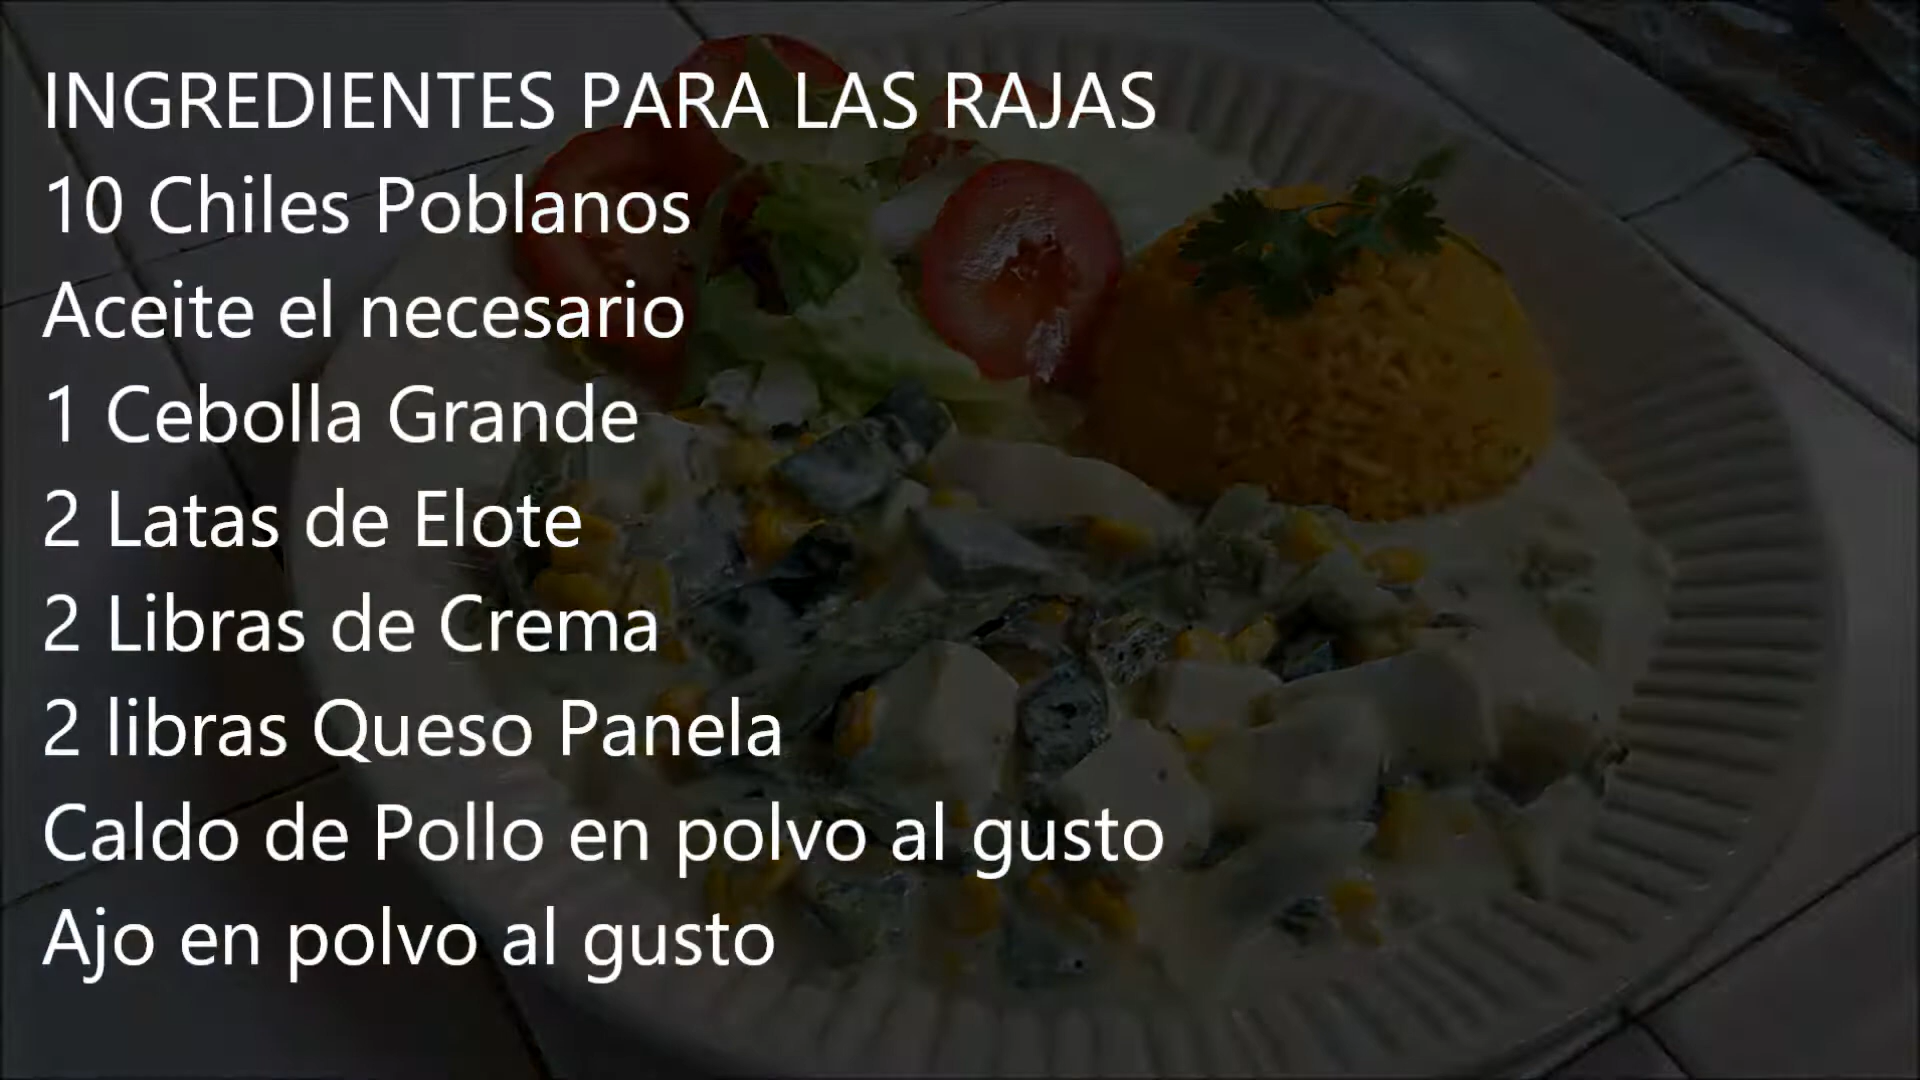 INGREDIENTES PARA LAS RAJAS
10 Chiles Poblanos
Aceite el necesario
1 Cebolla Grande
2 Latas de Elote
2 Libras de Crema
2 libras Queso Panela
Caldo de Pollo en polvo al gusto
Ajo en polvo al gusto